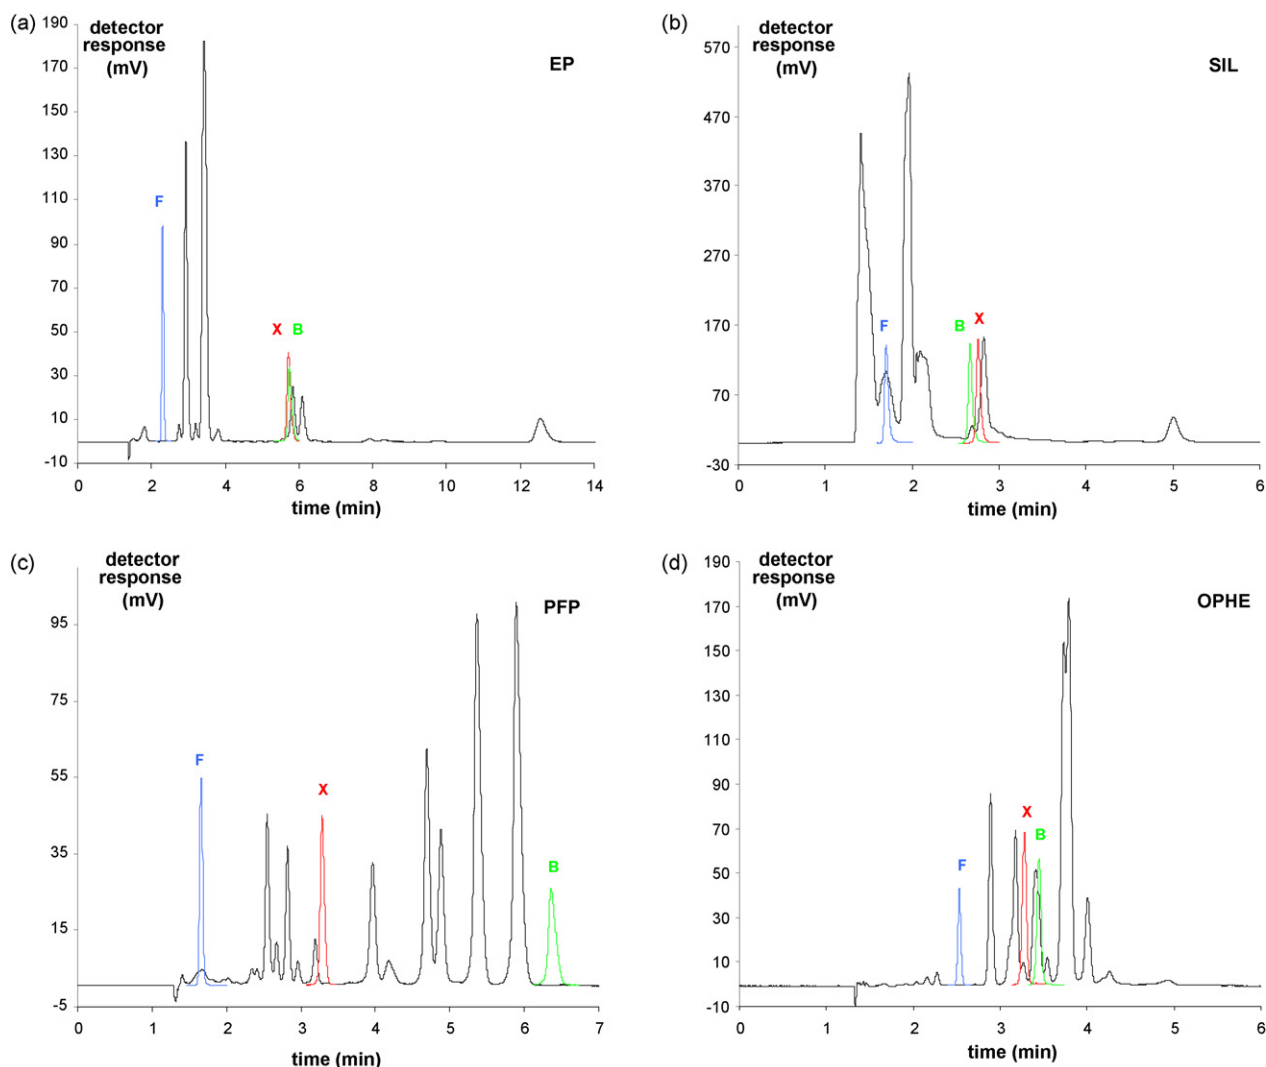 (a)
detector
response
(mV)
EP
190
170
150
130
110
90
70
50
30
10
-10
F
X B
0 2 4 6 8 10 12 14
time (min)
(b)
detector
response
(mV)
SIL
570
470
370
270
170
70
-30
F
B X
0 1 2 3 4 5 6
time (min)
(c)
detector
response
(mV)
PFP
95
75
55
35
15
-5
F
X
B
0 1 2 3 4 5 6 7
time (min)
(d)
detector
response
(mV)
OPHE
190
170
150
130
110
90
70
50
30
10
-10
F
X
B
0 1 2 3 4 5 6
time (min)